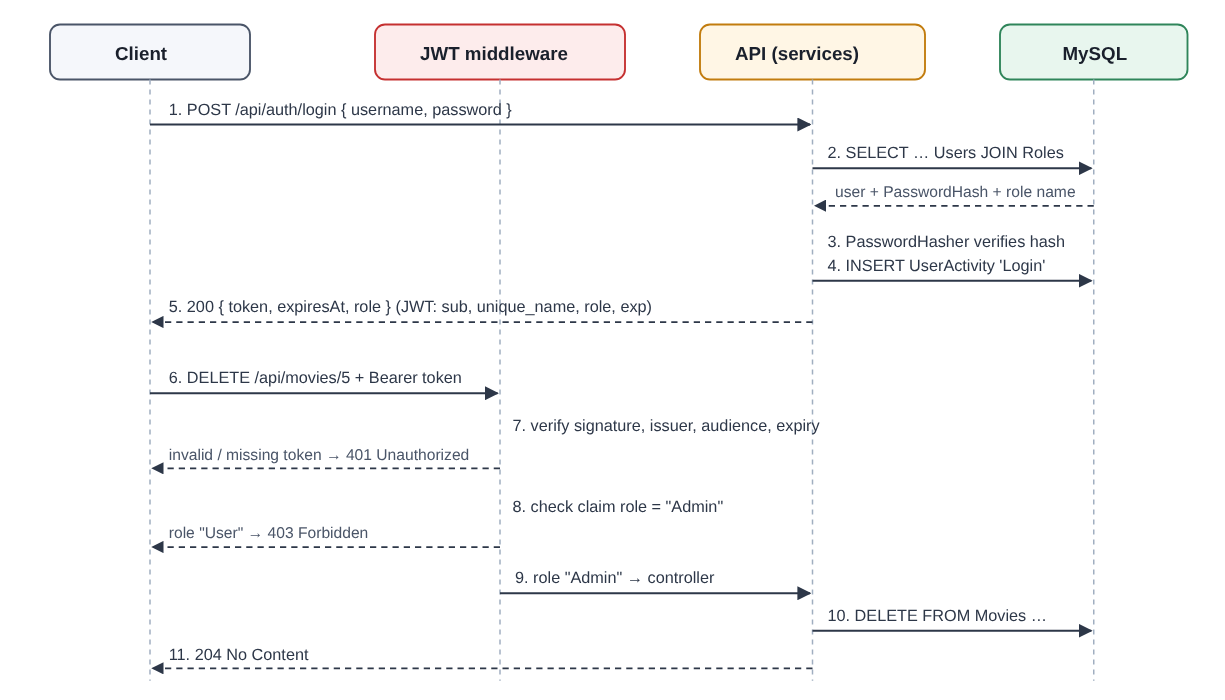 Client
JWT middleware
API (services)
MySQL
1. POST /api/auth/login { username, password }
2. SELECT … Users JOIN Roles
user + PasswordHash + role name
3. PasswordHasher verifies hash
4. INSERT UserActivity 'Login'
5. 200 { token, expiresAt, role } (JWT: sub, unique_name, role, exp)
6. DELETE /api/movies/5 + Bearer token
7. verify signature, issuer, audience, expiry
invalid / missing token → 401 Unauthorized
8. check claim role = "Admin"
role "User" → 403 Forbidden
9. role "Admin" → controller
10. DELETE FROM Movies …
11. 204 No Content